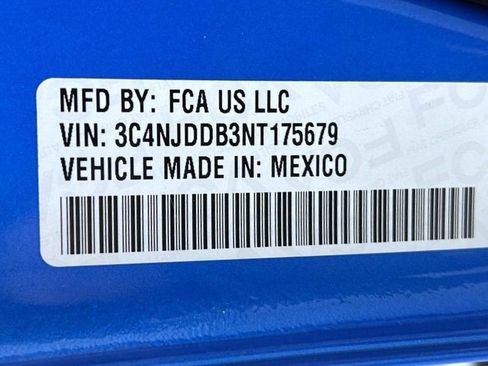 MFD BY: FCA US LLC
VIN: 3C4NJDDB3NT175679
VEHICLE MADE IN: MEXICO